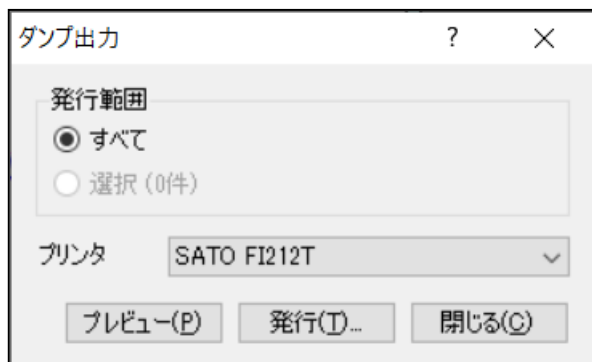 ダンプ出力
発行範囲
すべて
選択(0件)
プリンタ SATO FI212T
プレビュー(P) 発行(T)... 閉じる(C)